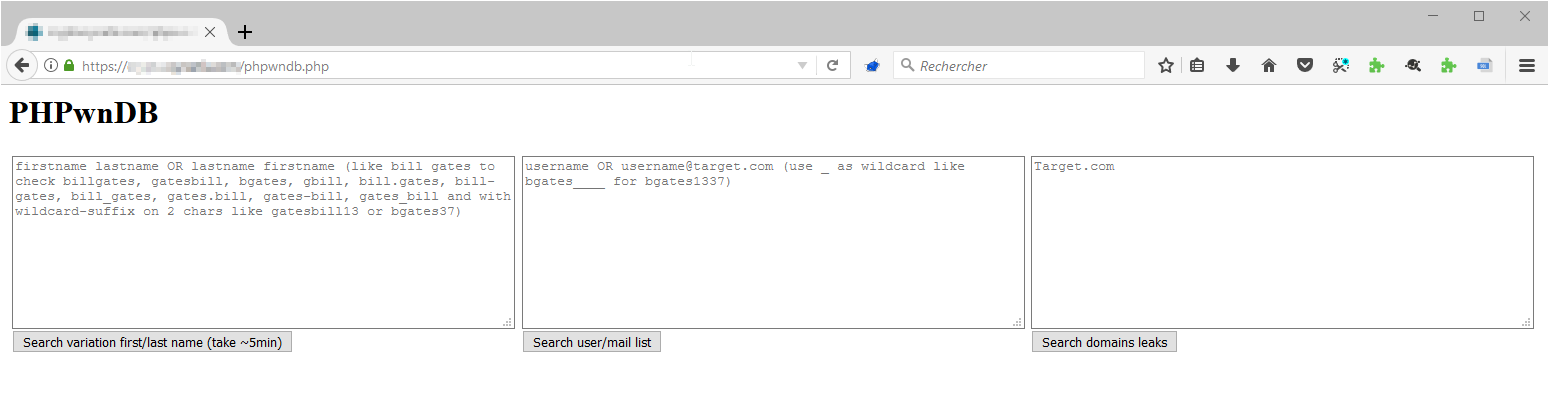 https://
/phpwndb.php
Rechercher
PHPwnDB
firstname lastname OR lastname firstname (like bill gates to
check billgates, gatesbill, bgates, gbill, bill.gates, bill-
gates, bill_gates, gates.bill, gates-bill, gates_bill and with
wildcard-suffix on 2 chars like gatesbill13 or bgates37)
username OR username@target.com (use _ as wildcard like
bgates____ for bgates1337)
Target.com
Search variation first/last name (take ~5min)
Search user/mail list
Search domains leaks